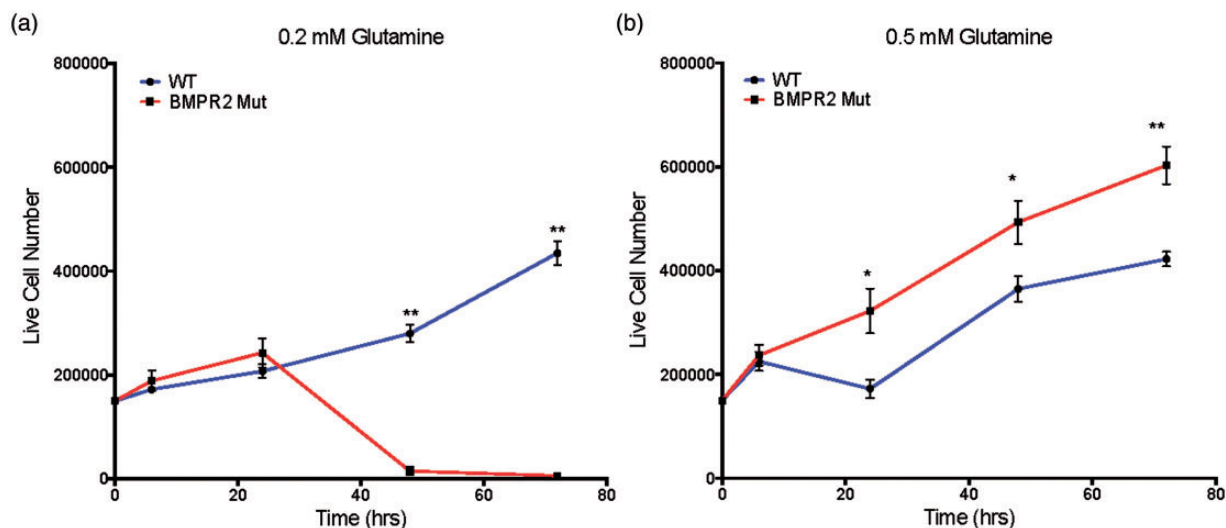 (a)
0.2 mM Glutamine
800000
600000
400000
200000
0
Live Cell Number
WT
BMPR2 Mut
**
**
0
20
40
60
80
Time (hrs)
(b)
0.5 mM Glutamine
800000
600000
400000
200000
0
Live Cell Number
WT
BMPR2 Mut
*
*
**
0
20
40
60
80
Time (hrs)